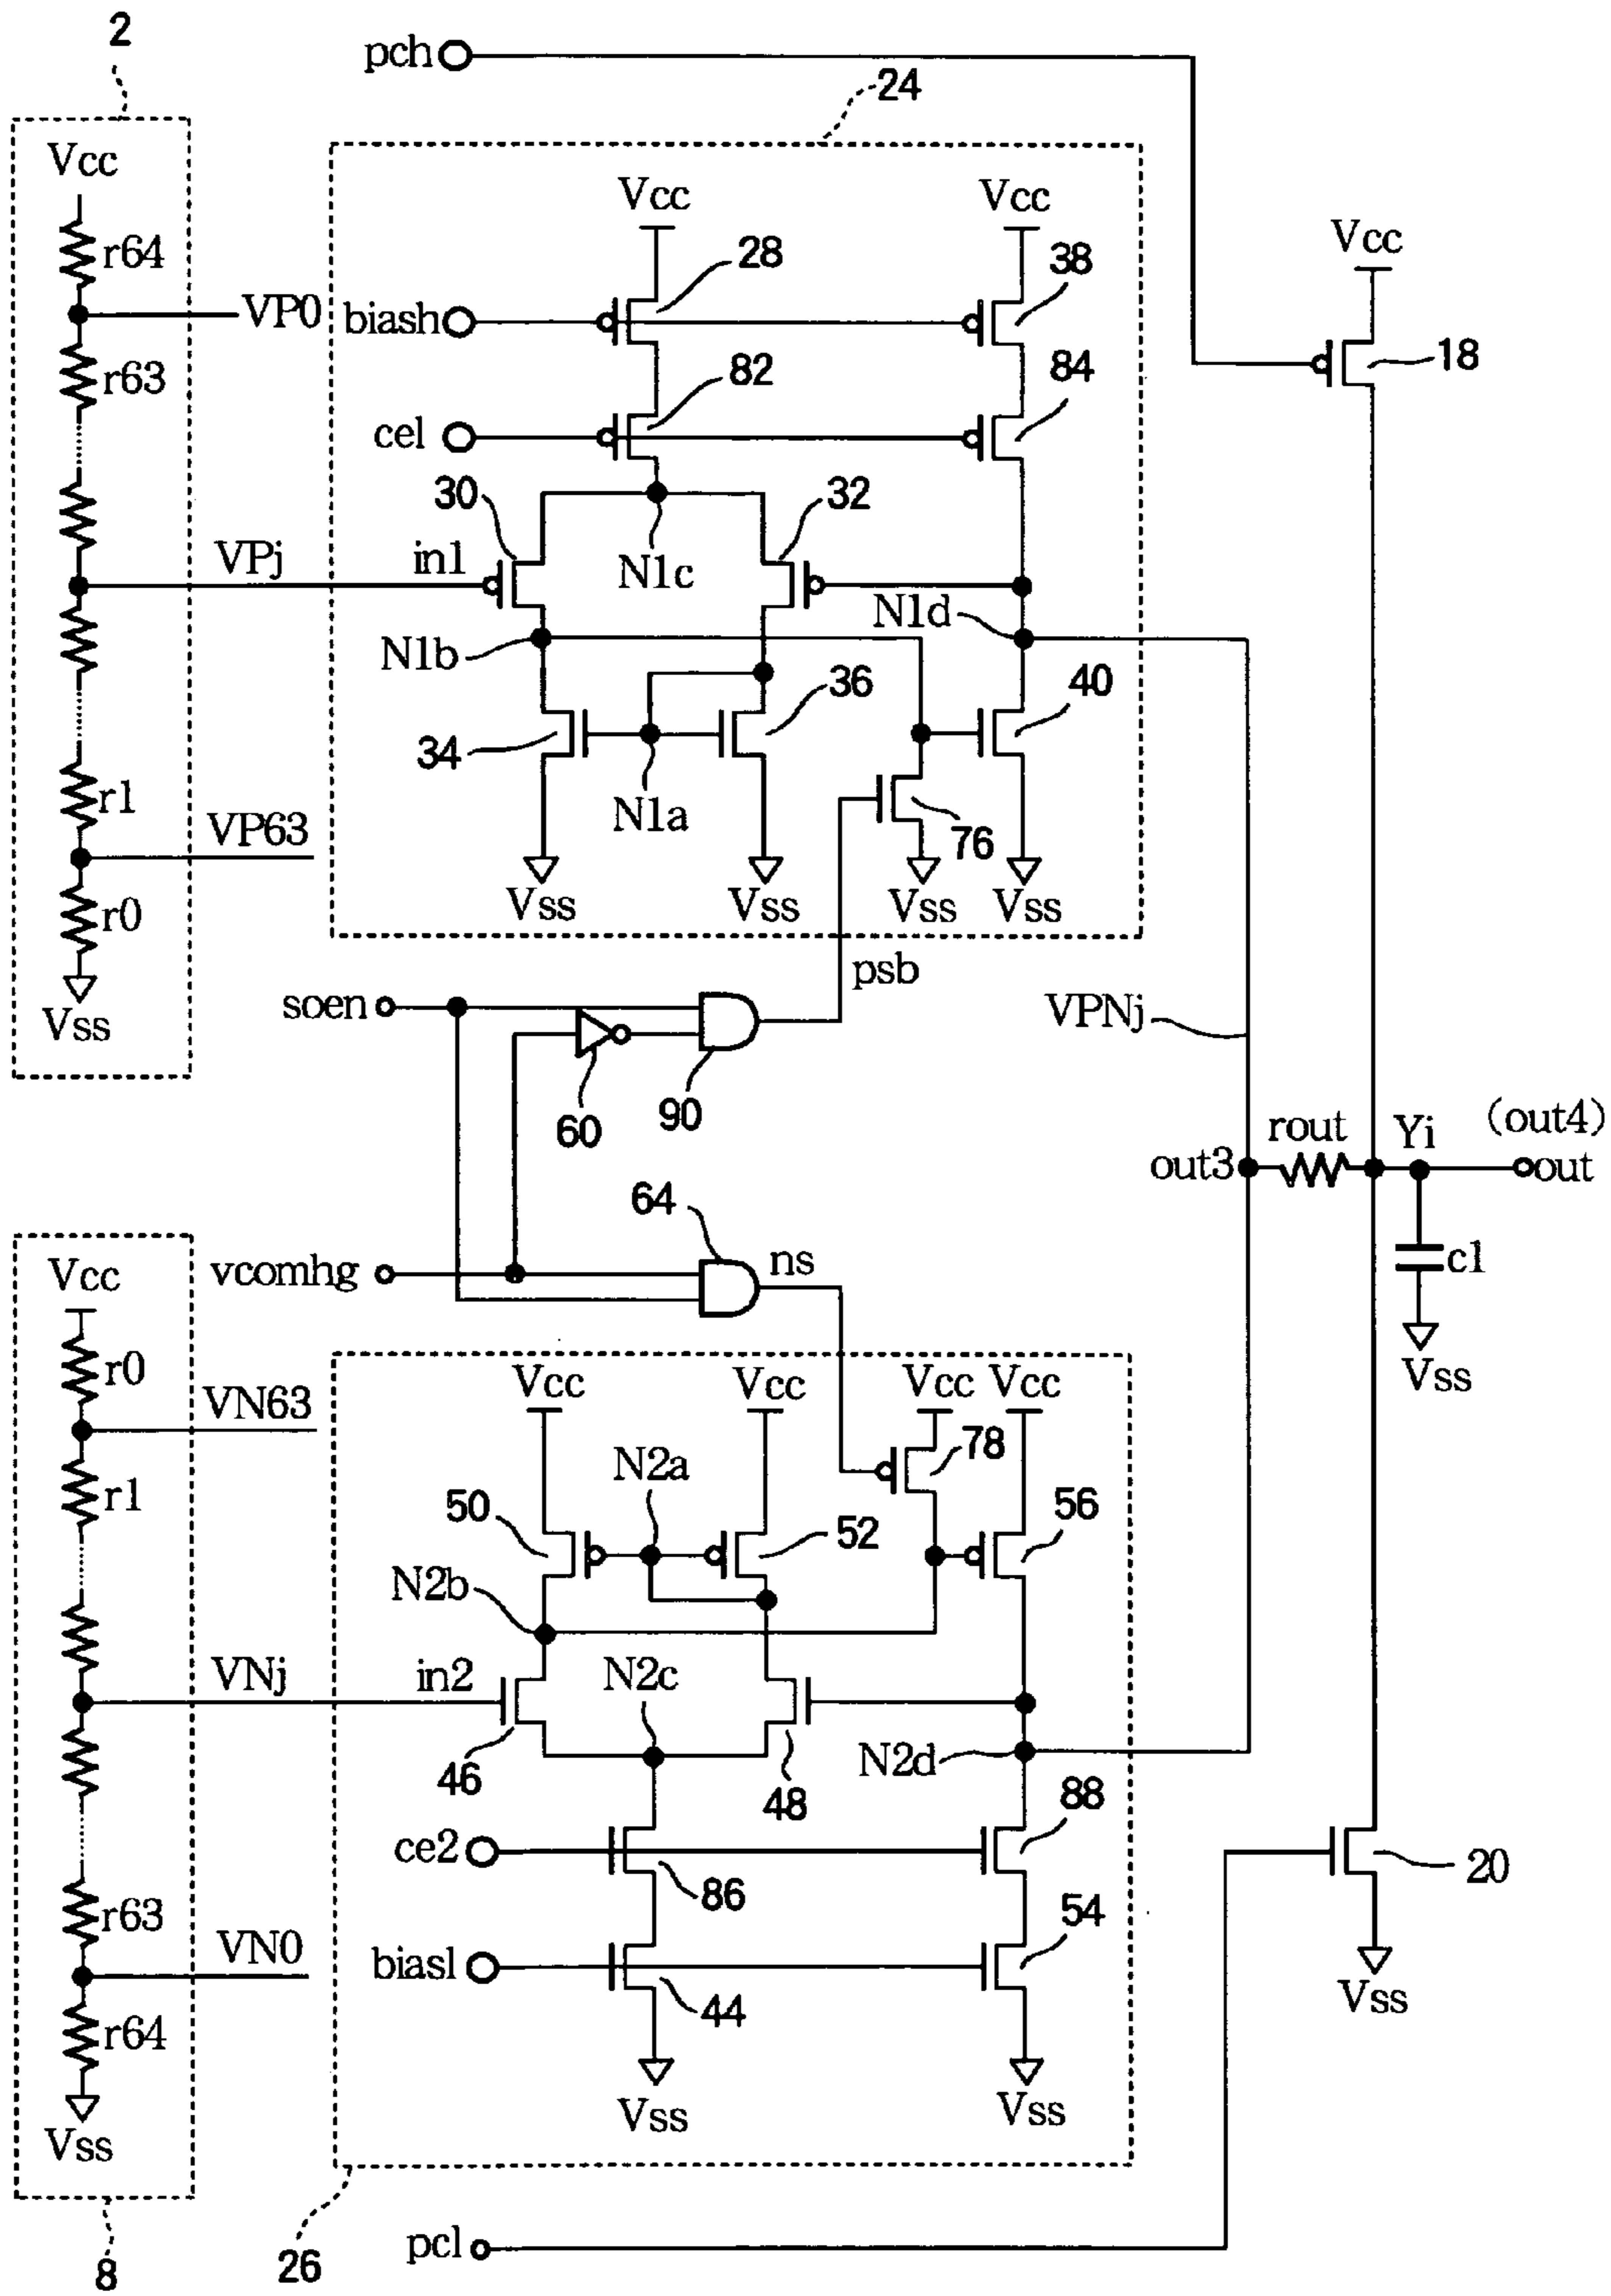 2
pch
24
Vcc
Vcc
Vcc
Vcc
r64
28
38
VP0
biash
18
r63
82
84
cel
30
32
VPj
in1
N1c
N1d
N1b
36
40
34
r1
N1a
76
VP63
r0
Vss
Vss
Vss
Vss
psb
soen
VPNj
Vss
60
90
rout
Yi
(out4)
out3
out
64
vcomhg
ns
c1
Vcc
r0
Vss
Vcc
Vcc
Vcc
Vcc
VN63
N2a
78
r1
50
52
56
N2b
VNj
in2
N2c
N2d
46
48
88
ce2
20
86
r63
54
VN0
biasl
44
Vss
r64
Vss
Vss
Vss
26
pcl
8